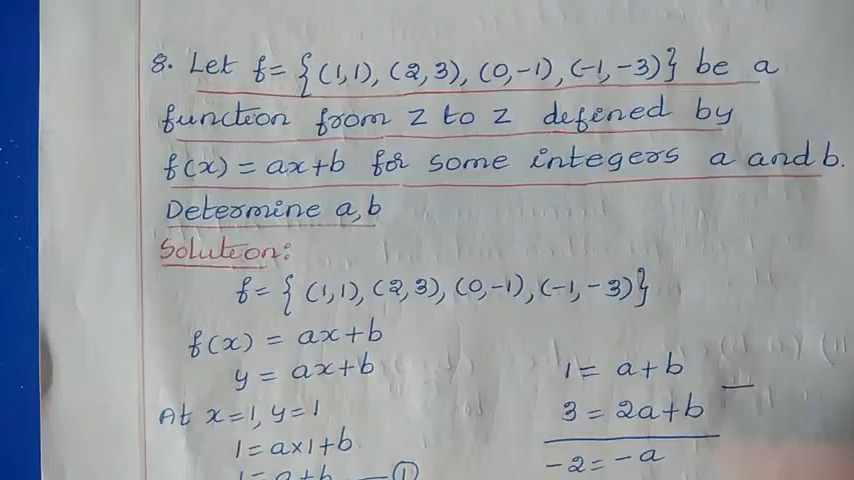 8. Let f = { (1,1), (2,3), (0,-1), (-1,-3)} be a
function from z to z defined by
f(x) = ax+b for some integers a and b.
Determine a,b
Solution:
f = { (1,1), (2,3), (0,-1), (-1,-3)}
f(x) = ax+b
y = ax+b
At x=1, y=1
1 = a×1+b
1 = a+b — ①
1 = a+b
3 = 2a+b —
-2 = -a